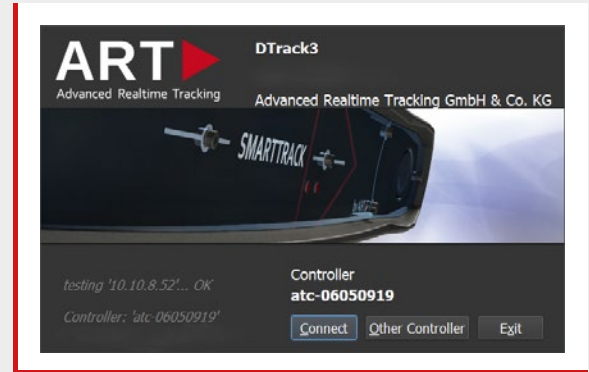 ART
Advanced Realtime Tracking
DTrack3
Advanced Realtime Tracking GmbH & Co. KG
SMARTTRACK
testing '10.10.8.52'... OK
Controller: 'atc-06050919'
Controller
atc-06050919
Connect
Other Controller
Exit